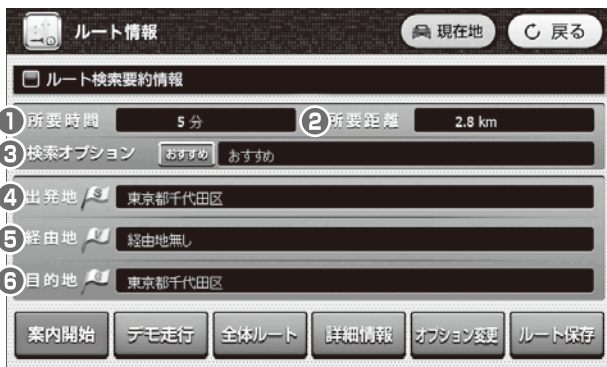 ルート情報 現在地 戻る
ルート検索要約情報
1 所要時間 5 分 2 所要距離 2.8 km
3 検索オプション おすすめ おすすめ
4 出発地 S 東京都千代田区
5 経由地 経由地無し
6 目的地 東京都千代田区
案内開始 デモ走行 全体ルート 詳細情報 オプション変更 ルート保存